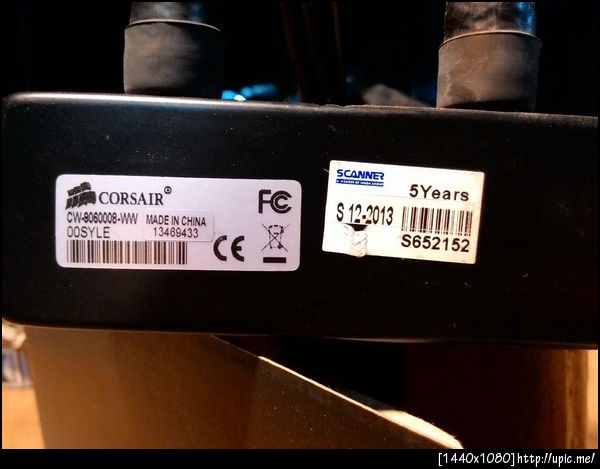 CORSAIR®
CW-9060008-WW
MADE IN CHINA
00SYLE
13469433
FC
CE
SCANNER
5Years
S 12-2013
S652152
[1440x1080]http://upic.me/